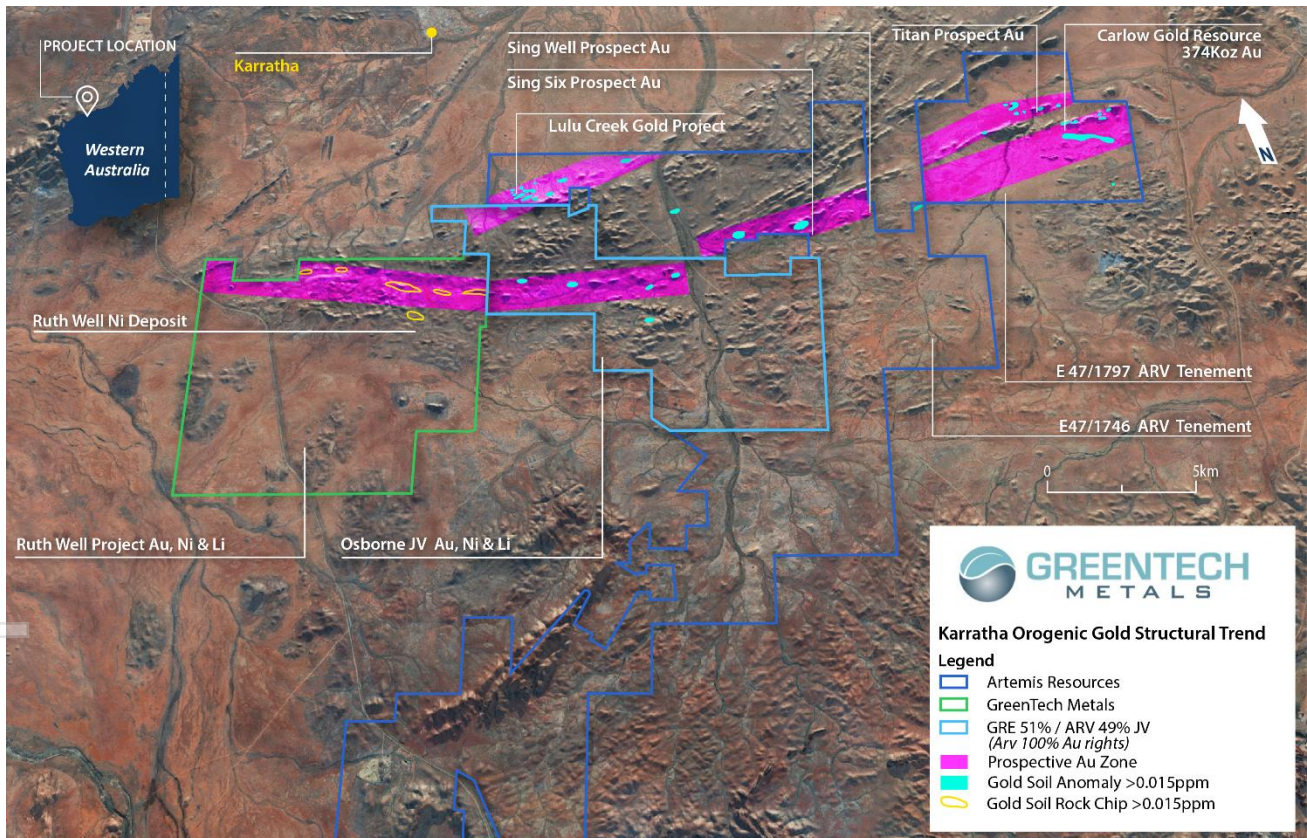 PROJECT LOCATION
Western
Australia
Karratha
Sing Well Prospect Au
Sing Six Prospect Au
Lulu Creek Gold Project
Titan Prospect Au
Carlow Gold Resource
374Koz Au
N
Ruth Well Ni Deposit
E 47/1797 ARV Tenement
E47/1746 ARV Tenement
0 5km
Ruth Well Project Au, Ni & Li
Osborne JV Au, Ni & Li
GREENTECH
METALS
Karratha Orogenic Gold Structural Trend
Legend
Artemis Resources
GreenTech Metals
GRE 51% / ARV 49% JV
(Arv 100% Au rights)
Prospective Au Zone
Gold Soil Anomaly >0.015ppm
Gold Soil Rock Chip >0.015ppm